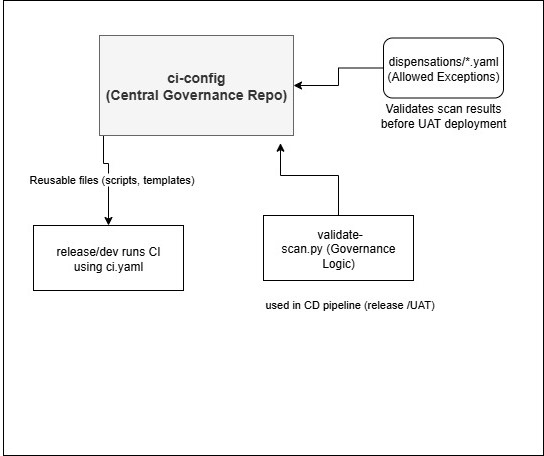 ci-config
(Central Governance Repo)
dispensations/*.yaml
(Allowed Exceptions)
Validates scan results
before UAT deployment
Reusable files (scripts, templates)
release/dev runs CI
using ci.yaml
validate-
scan.py (Governance
Logic)
used in CD pipeline (release /UAT)